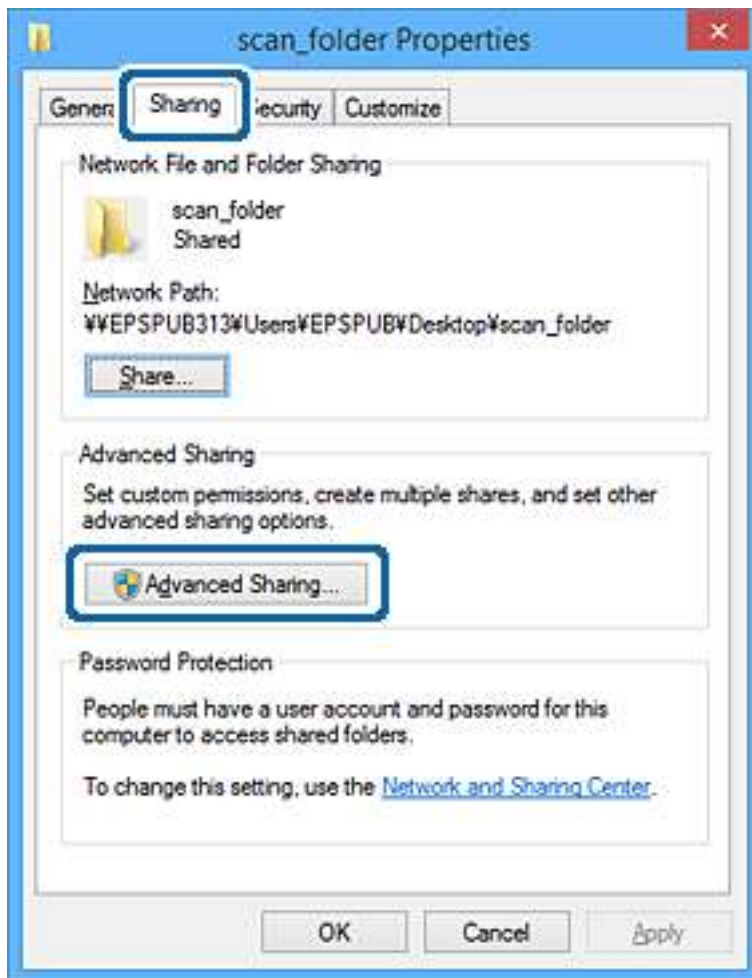 scan_folder Properties
General Sharing Security Customize
Network File and Folder Sharing
scan_folder
Shared
Network Path:
¥¥EPSPUB313¥Users¥EPSPUB¥Desktop¥scan_folder
Share...
Advanced Sharing
Set custom permissions, create multiple shares, and set other
advanced sharing options.
Advanced Sharing...
Password Protection
People must have a user account and password for this
computer to access shared folders.
To change this setting, use the Network and Sharing Center.
OK Cancel Apply